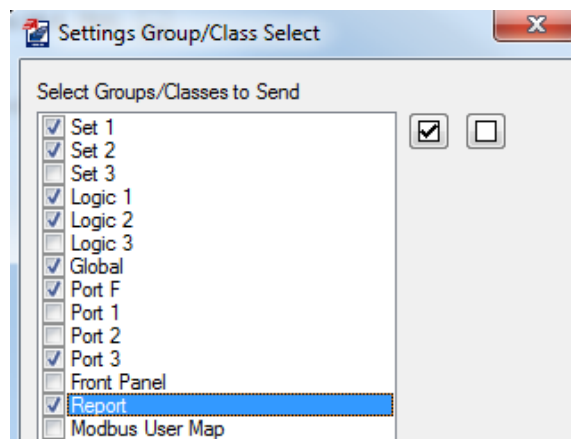 Settings Group/Class Select
Select Groups/Classes to Send
Set 1
Set 2
Set 3
Logic 1
Logic 2
Logic 3
Global
Port F
Port 1
Port 2
Port 3
Front Panel
Report
Modbus User Map